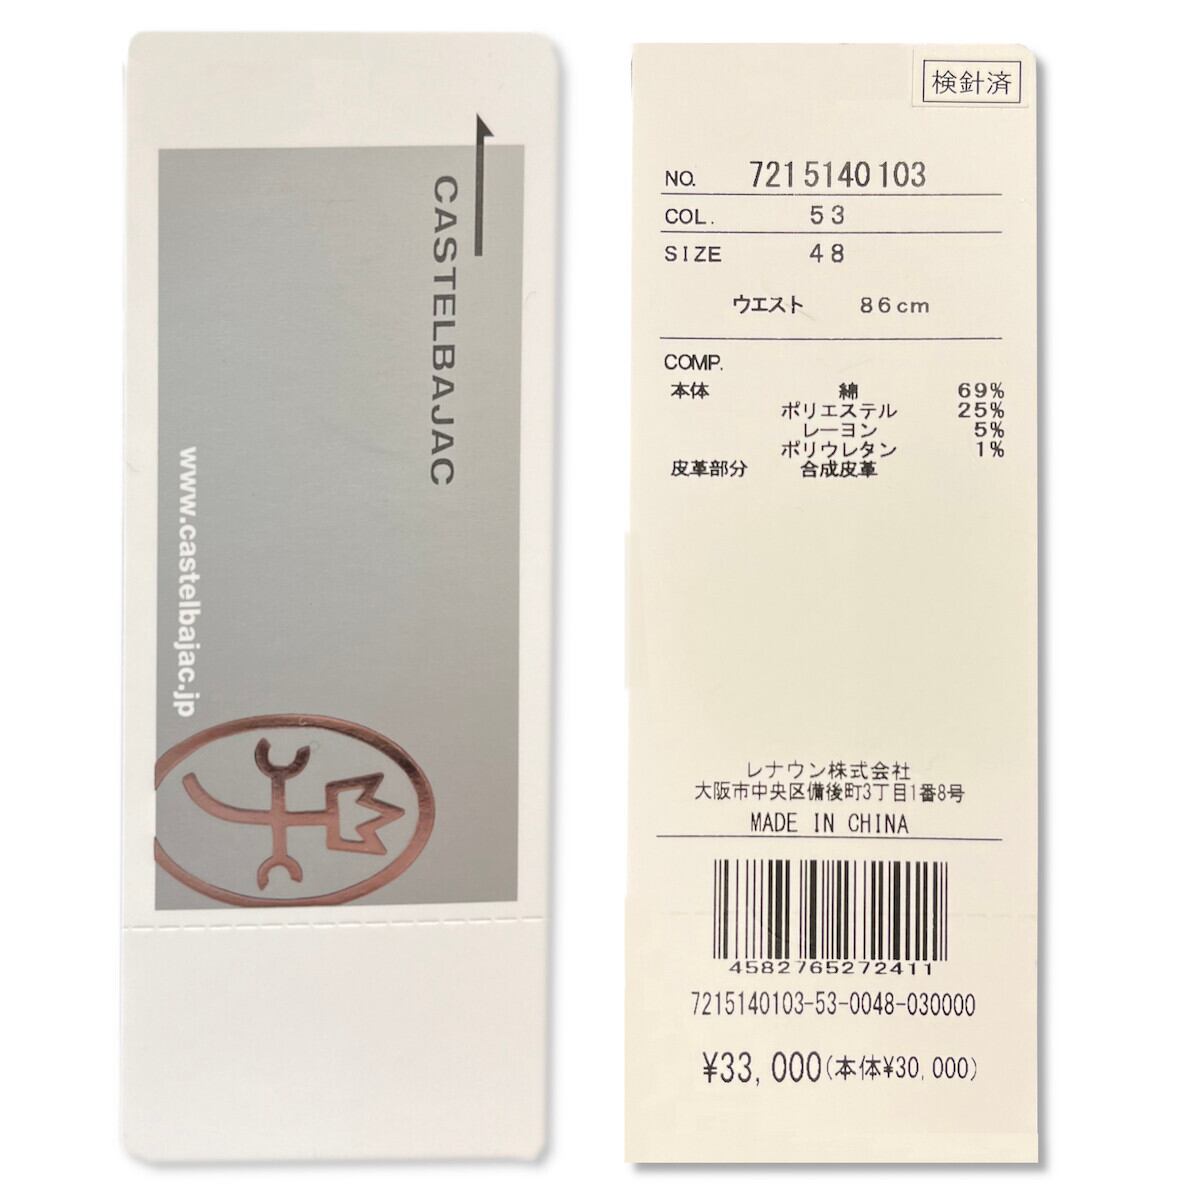 CASTELBAJAC
www.castelbajac.jp
検針済
NO. 7215140103
COL. 53
SIZE 48
ウエスト 86cm
COMP.
本体 綿 69%
ポリエステル 25%
レーヨン 5%
ポリウレタン 1%
皮革部分 合成皮革
レナウン株式会社
大阪市中央区備後町3丁目1番8号
MADE IN CHINA
4582765272411
7215140103-53-0048-030000
¥33,000(本体¥30,000)